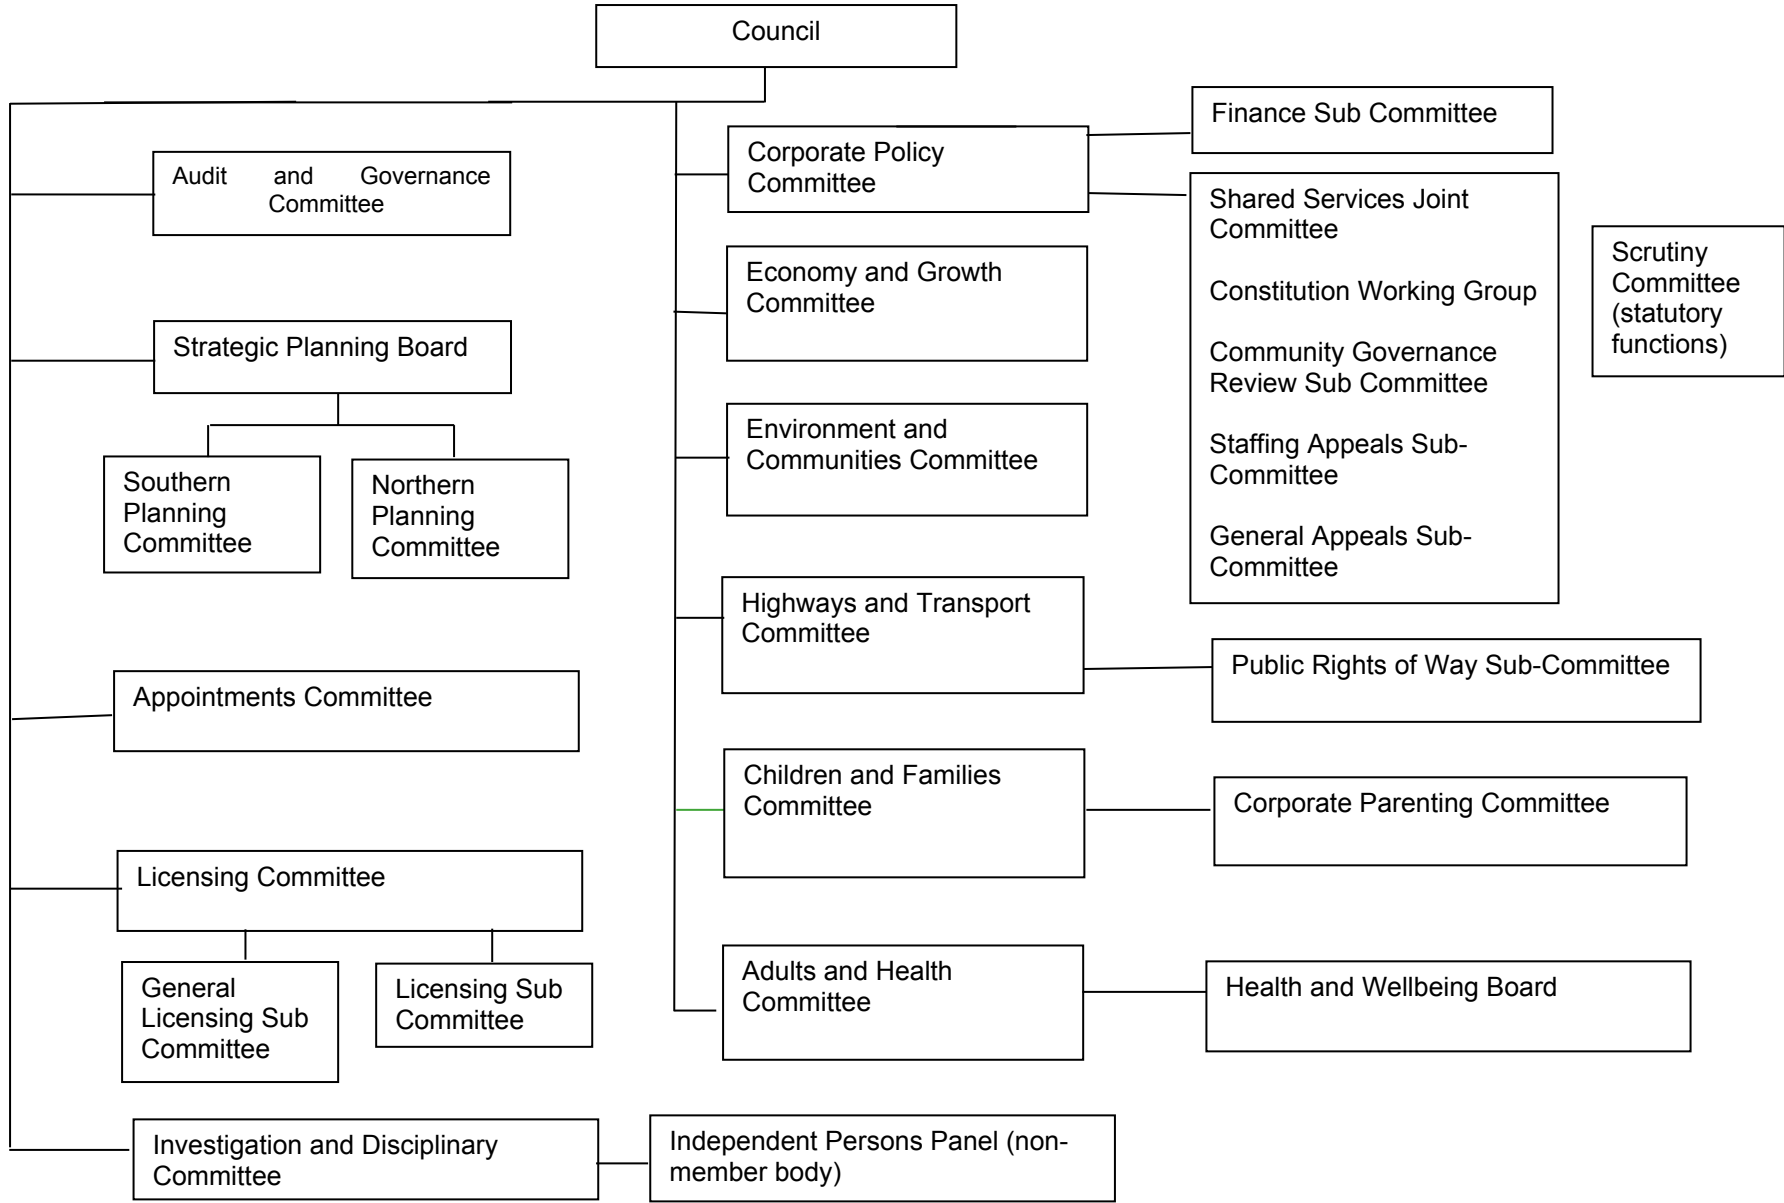 Council
Audit and Governance
Committee
Strategic Planning Board
Southern
Planning
Committee
Northern
Planning
Committee
Appointments Committee
Licensing Committee
General
Licensing Sub
Committee
Licensing Sub
Committee
Investigation and Disciplinary
Committee
Independent Persons Panel (non-
member body)
Corporate Policy
Committee
Finance Sub Committee
Shared Services Joint
Committee
Constitution Working Group
Community Governance
Review Sub Committee
Staffing Appeals Sub-
Committee
General Appeals Sub-
Committee
Scrutiny
Committee
(statutory
functions)
Economy and Growth
Committee
Environment and
Communities Committee
Highways and Transport
Committee
Public Rights of Way Sub-Committee
Children and Families
Committee
Corporate Parenting Committee
Adults and Health
Committee
Health and Wellbeing Board